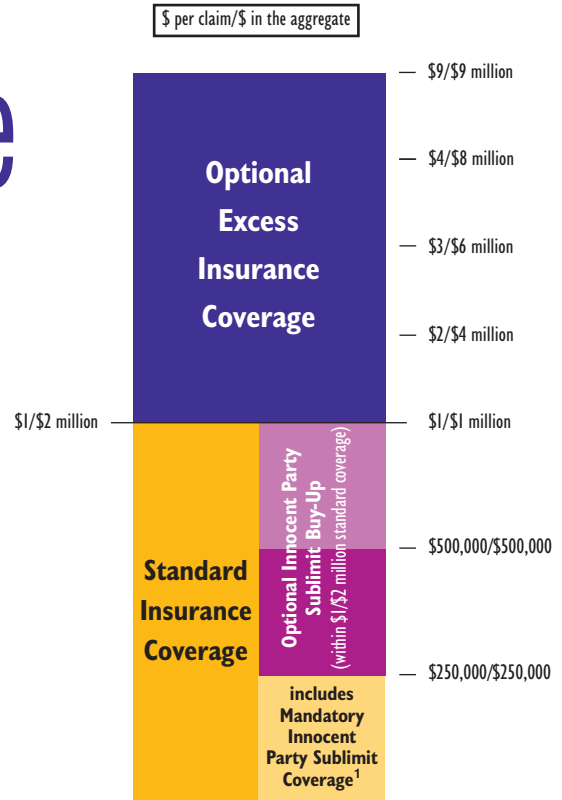 $ per claim/$ in the aggregate
e
$9/$9 million
$4/$8 million
$3/$6 million
$2/$4 million
Optional
Excess
Insurance
Coverage
$1/$2 million
$1/$1 million
Optional Innocent Party
Sublimit Buy-Up
(within $1/$2 million standard coverage)
$500,000/$500,000
Standard
Insurance
Coverage
$250,000/$250,000
includes
Mandatory
Innocent
Party Sublimit
Coverage¹